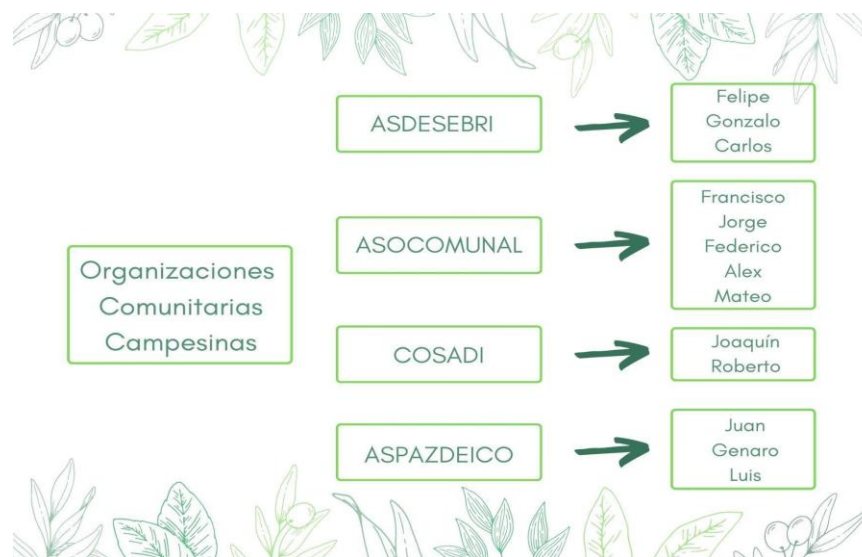 Organizaciones
Comunitarias
Campesinas
ASDESEBRI
Felipe
Gonzalo
Carlos
ASOCOMUNAL
Francisco
Jorge
Federico
Alex
Mateo
COSADI
Joaquín
Roberto
ASPAZDEICO
Juan
Genaro
Luis